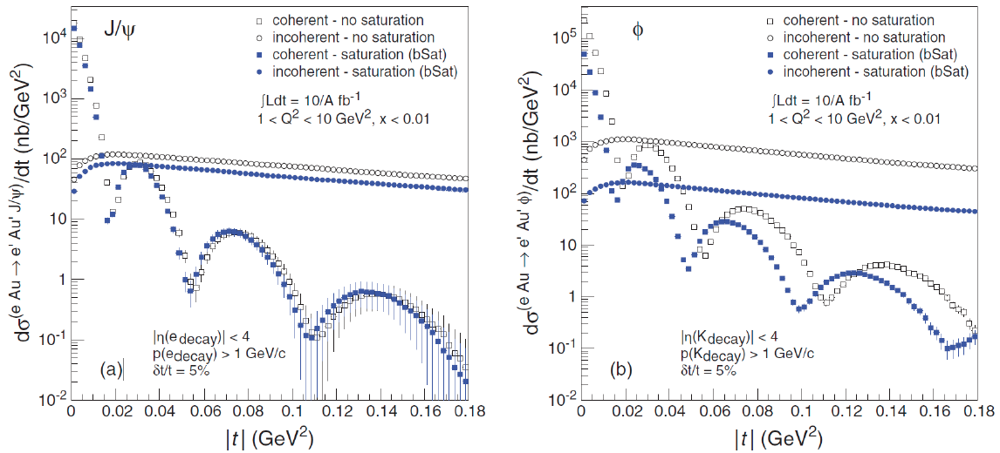 J/ψ
□ coherent - no saturation
○ incoherent - no saturation
■ coherent - saturation (bSat)
● incoherent - saturation (bSat)
∫Ldt = 10/A fb⁻¹
1 < Q² < 10 GeV², x < 0.01
10⁴
10³
10²
10
1
10⁻¹
10⁻²
dσ(e Au → e' Au' J/ψ)/dt (nb/GeV²)
|η(e_decay)| < 4
p(e_decay) > 1 GeV/c
δt/t = 5%
(a)
0 0.02 0.04 0.06 0.08 0.1 0.12 0.14 0.16 0.18
|t| (GeV²)
ϕ
□ coherent - no saturation
○ incoherent - no saturation
■ coherent - saturation (bSat)
● incoherent - saturation (bSat)
∫Ldt = 10/A fb⁻¹
1 < Q² < 10 GeV², x < 0.01
10⁵
10⁴
10³
10²
10
1
10⁻¹
10⁻²
dσ(e Au → e' Au' ϕ)/dt (nb/GeV²)
|η(K_decay)| < 4
p(K_decay) > 1 GeV/c
δt/t = 5%
(b)
0 0.02 0.04 0.06 0.08 0.1 0.12 0.14 0.16 0.18
|t| (GeV²)